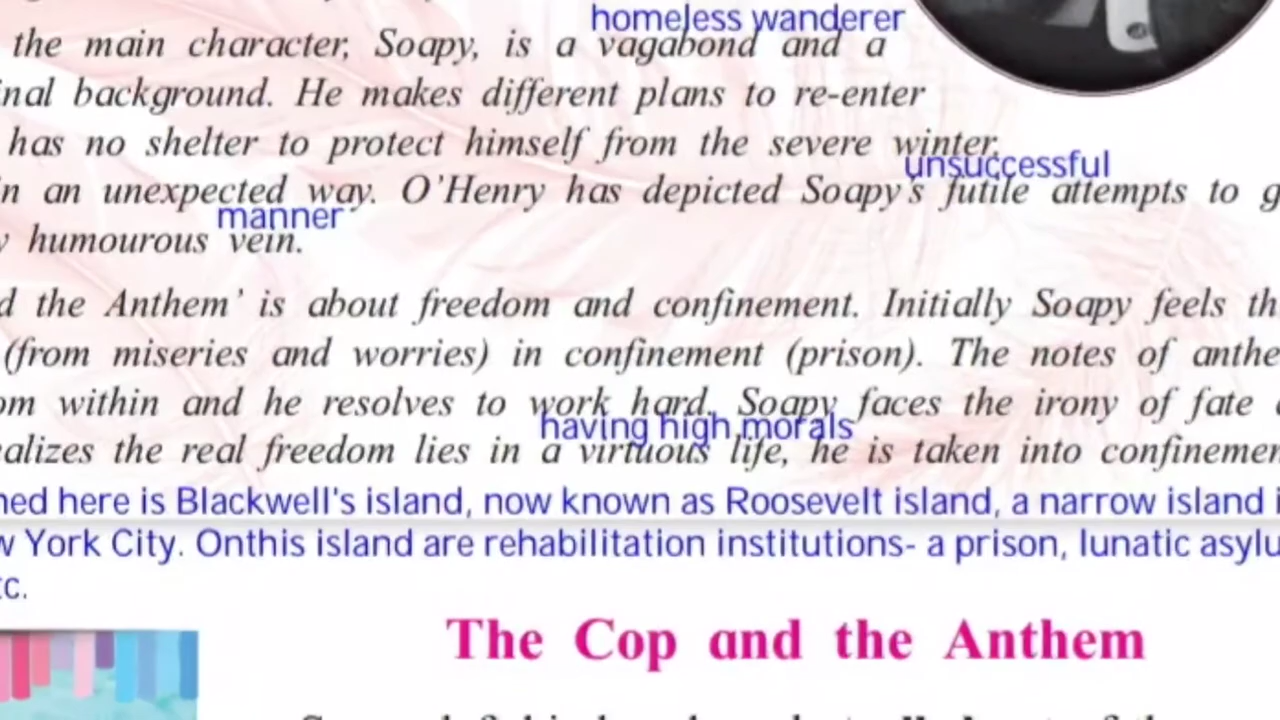 homeless wanderer
the main character, Soapy, is a vagabond and a
inal background. He makes different plans to re-enter
has no shelter to protect himself from the severe winter.
unsuccessful
in an unexpected way. O'Henry has depicted Soapy's futile attempts to g
manner
y humourous vein.
d the Anthem' is about freedom and confinement. Initially Soapy feels th
(from miseries and worries) in confinement (prison). The notes of anthe
om within and he resolves to work hard. Soapy faces the irony of fate
having high morals
ealizes the real freedom lies in a virtuous life, he is taken into confinemen
ned here is Blackwell's island, now known as Roosevelt island, a narrow island i
w York City. Onthis island are rehabilitation institutions- a prison, lunatic asylu
tc.
The Cop and the Anthem